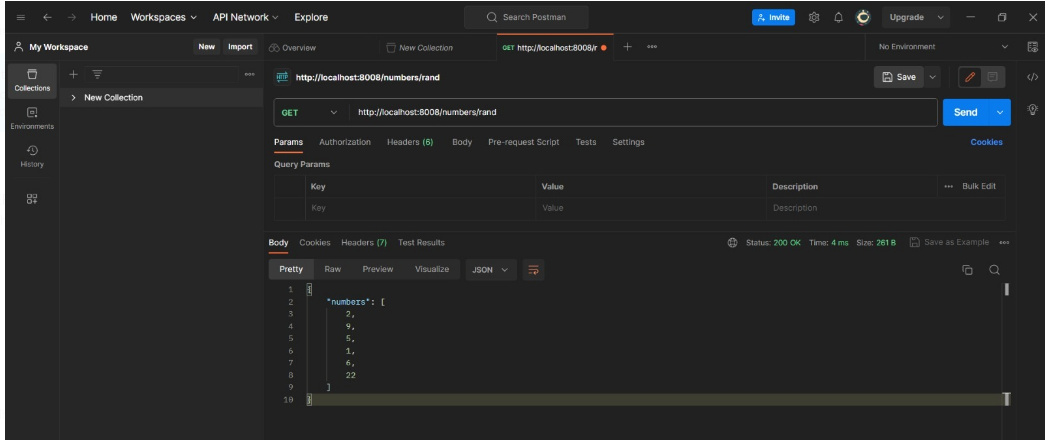 Home Workspaces API Network Explore Search Postman Invite Upgrade
My Workspace New Import Overview New Collection GET http://localhost:8008/r No Environment
Collections
New Collection
Environments
History
HTTP http://localhost:8008/numbers/rand Save
GET http://localhost:8008/numbers/rand Send
Params Authorization Headers (6) Body Pre-request Script Tests Settings Cookies
Query Params
Key Value Description Bulk Edit
Key Value Description
Body Cookies Headers (7) Test Results Status: 200 OK Time: 4 ms Size: 261 B Save as Example
Pretty Raw Preview Visualize JSON
1 {
2 "numbers": [
3 2,
4 9,
5 5,
6 1,
7 6,
8 22
9 ]
10 }